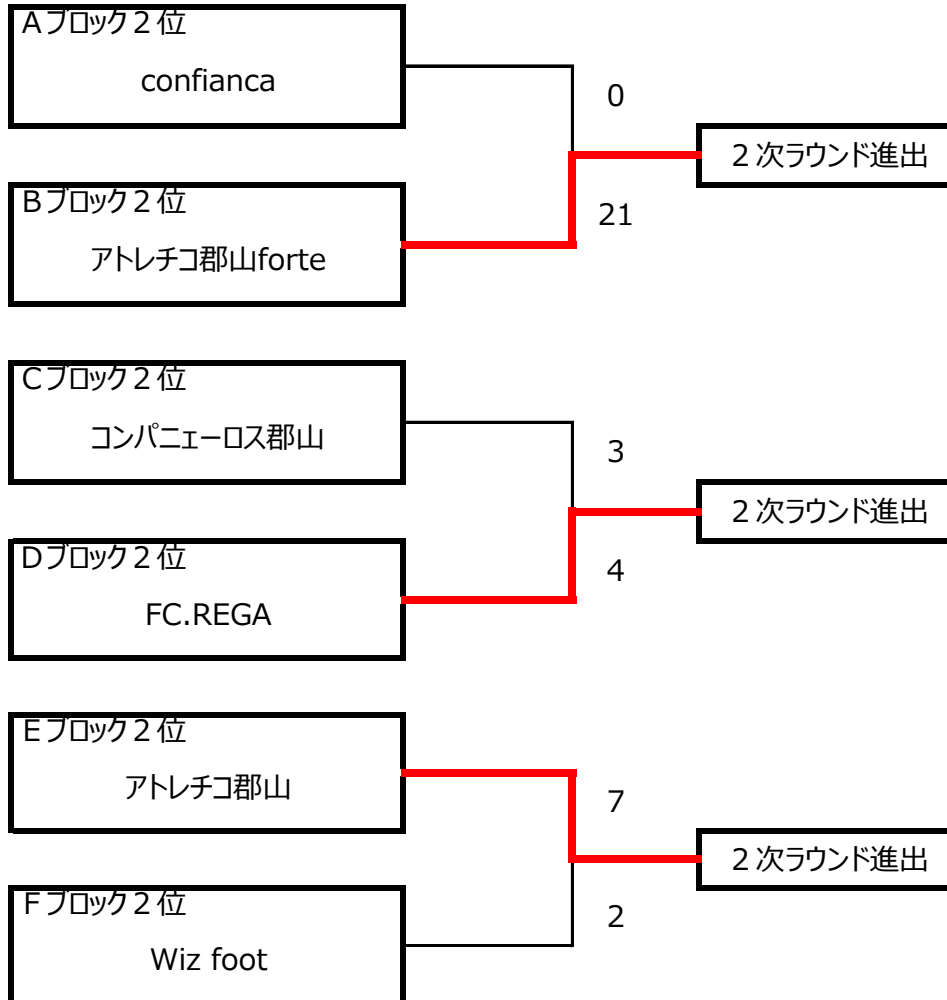 Aブロック２位
confianca
0
２次ラウンド進出
Bブロック２位
21
アトレチコ郡山forte
Cブロック２位
コンパニェーロス郡山
3
２次ラウンド進出
Dブロック２位
4
FC.REGA
Eブロック２位
アトレチコ郡山
7
２次ラウンド進出
Fブロック２位
2
Wiz foot